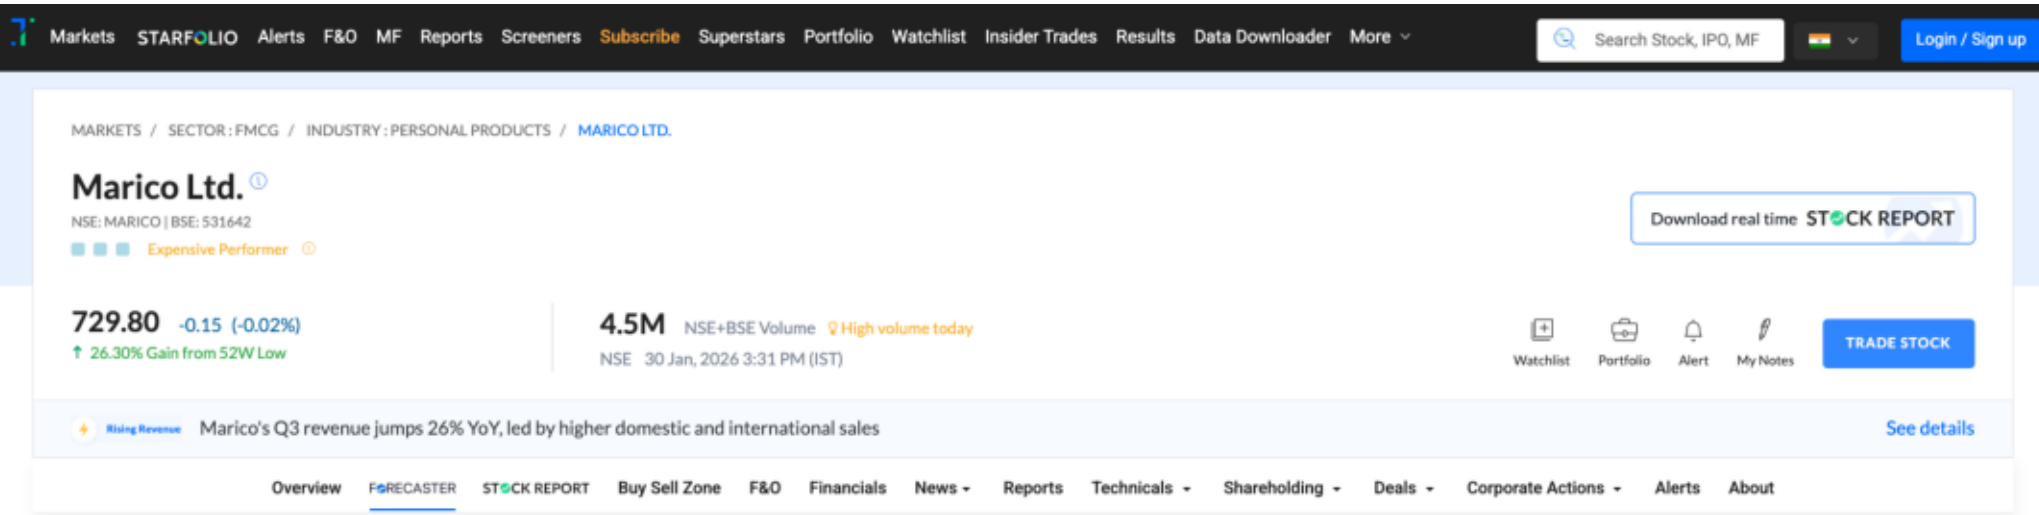 Markets STARFOLIO Alerts F&O MF Reports Screeners Subscribe Superstars Portfolio Watchlist Insider Trades Results Data Downloader More Search Stock, IPO, MF Login / Sign up
MARKETS / SECTOR : FMCG / INDUSTRY : PERSONAL PRODUCTS / MARICO LTD.
Marico Ltd.
NSE: MARICO | BSE: 531642
Expensive Performer
Download real time STOCK REPORT
729.80 -0.15 (-0.02%)
↑ 26.30% Gain from 52W Low
4.5M NSE+BSE Volume High volume today
NSE 30 Jan, 2026 3:31 PM (IST)
Watchlist Portfolio Alert My Notes
TRADE STOCK
Rising Revenue Marico's Q3 revenue jumps 26% YoY, led by higher domestic and international sales See details
Overview FORECASTER STOCK REPORT Buy Sell Zone F&O Financials News Reports Technicals Shareholding Deals Corporate Actions Alerts About